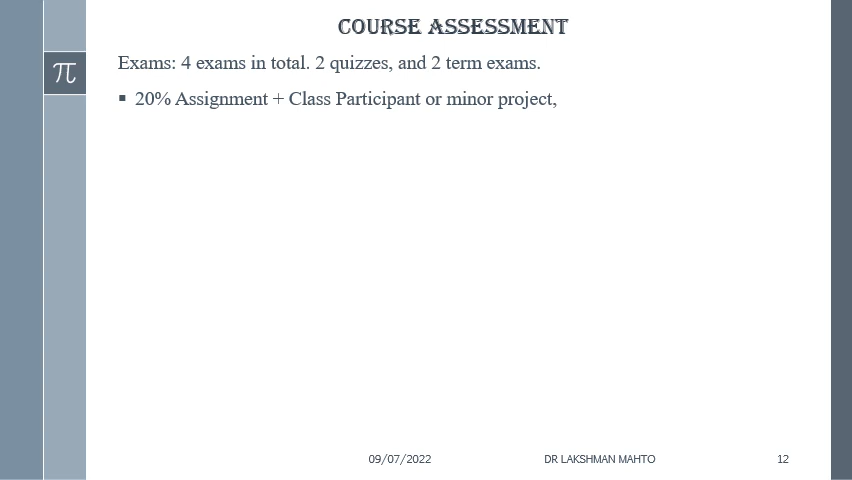 COURSE ASSESSMENT
π
Exams: 4 exams in total. 2 quizzes, and 2 term exams.
▪ 20% Assignment + Class Participant or minor project,
09/07/2022 DR LAKSHMAN MAHTO 12